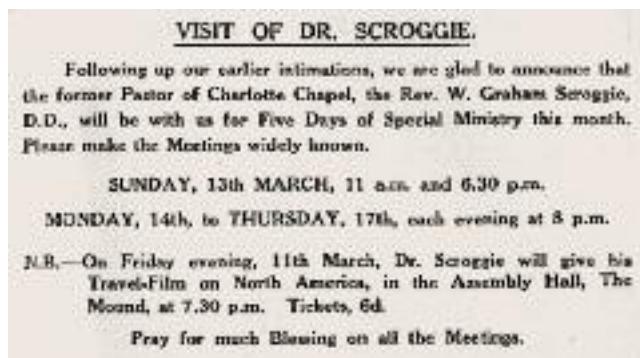 VISIT OF DR. SCROGGIE.
Following up our earlier intimations, we are glad to announce that
the former Pastor of Charlotte Chapel, the Rev. W. Graham Scroggie,
D.D., will be with us for Five Days of Special Ministry this month.
Please make the Meetings widely known.
SUNDAY, 13th MARCH, 11 a.m. and 6.30 p.m.
MONDAY, 14th, to THURSDAY, 17th, each evening at 8 p.m.
N.B.—On Friday evening, 11th March, Dr. Scroggie will give his
Travel-Film on North America, in the Assembly Hall, The
Mound, at 7.30 p.m. Tickets, 6d.
Pray for much Blessing on all the Meetings.